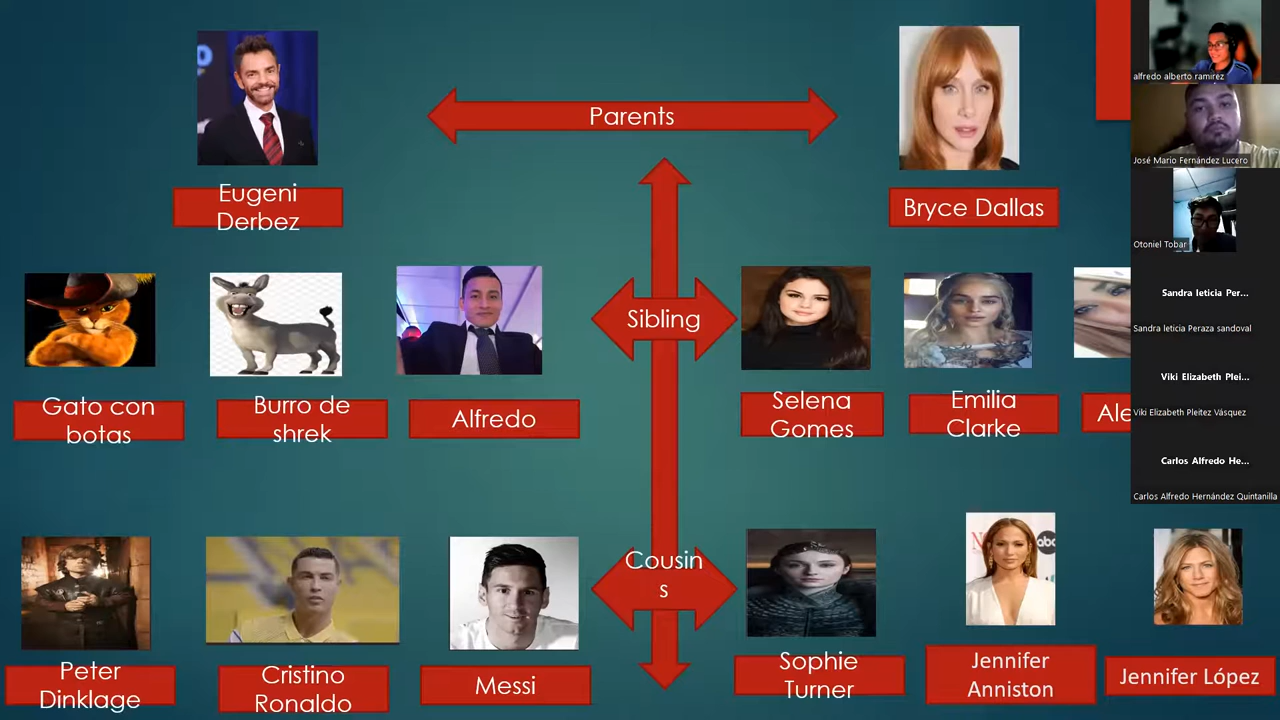 Parents
Eugeni
Derbez
Bryce Dallas
Sibling
Gato con
botas
Burro de
shrek
Alfredo
Selena
Gomes
Emilia
Clarke
Ale
Cousin
s
Peter
Dinklage
Cristino
Ronaldo
Messi
Sophie
Turner
Jennifer
Anniston
Jennifer López
abc
alfredo alberto ramirez
José Mario Fernández Lucero
Otoniel Tobar
Sandra leticia Per...
Sandra leticia Peraza sandoval
Viki Elizabeth Plei...
Viki Elizabeth Pleitez Vásquez
Carlos Alfredo He...
Carlos Alfredo Hernández Quintanilla